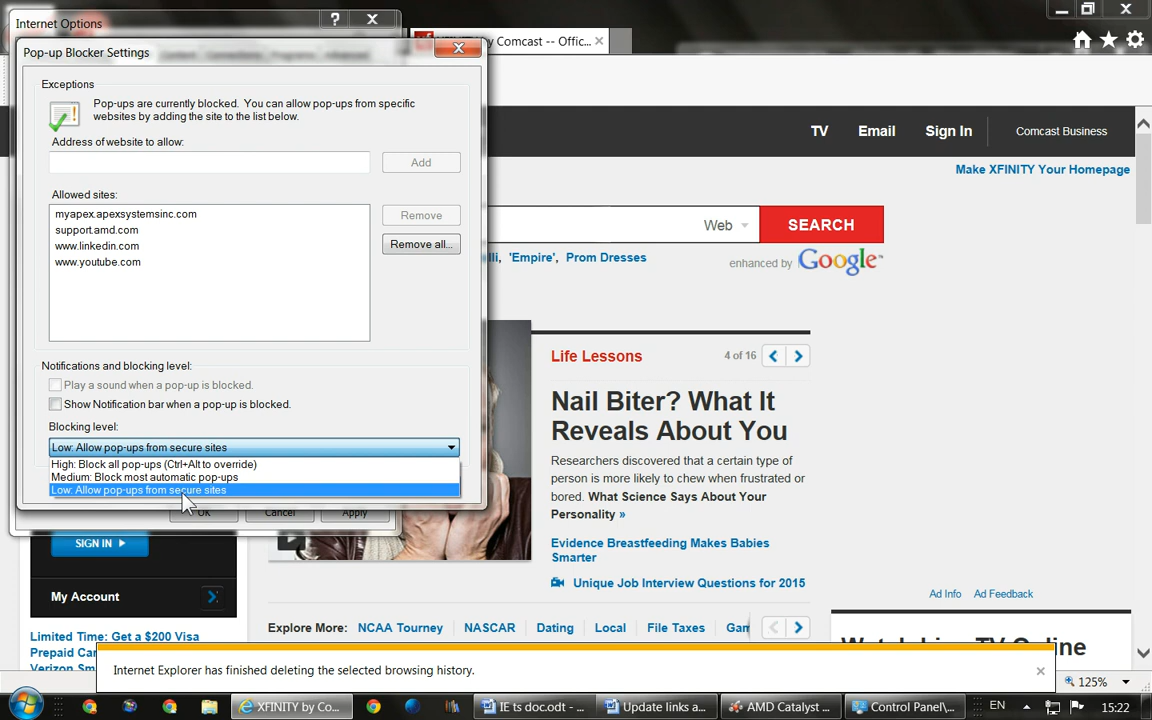 Internet Options
?
by Comcast -- Offic...
Pop-up Blocker Settings
Exceptions
Pop-ups are currently blocked. You can allow pop-ups from specific
websites by adding the site to the list below.
Address of website to allow:
Add
Allowed sites:
myapex.apexsystemsinc.com
support.amd.com
www.linkedin.com
www.youtube.com
Remove
Remove all...
Notifications and blocking level:
Play a sound when a pop-up is blocked.
Show Notification bar when a pop-up is blocked.
Blocking level:
Low: Allow pop-ups from secure sites
High: Block all pop-ups (Ctrl+Alt to override)
Medium: Block most automatic pop-ups
Low: Allow pop-ups from secure sites
OK
Cancel
Apply
TV
Email
Sign In
Comcast Business
Make XFINITY Your Homepage
Web
SEARCH
'Empire', Prom Dresses
enhanced by Google™
Life Lessons
4 of 16
Nail Biter? What It
Reveals About You
Researchers discovered that a certain type of
person is more likely to chew when frustrated or
bored. What Science Says About Your
Personality »
Evidence Breastfeeding Makes Babies
Smarter
Unique Job Interview Questions for 2015
SIGN IN
My Account
Limited Time: Get a $200 Visa
Prepaid Car
Ad Info
Ad Feedback
Explore More:
NCAA Tourney
NASCAR
Dating
Local
File Taxes
Internet Explorer has finished deleting the selected browsing history.
125%
XFINITY by Co...
IE ts doc.odt - ...
Update links a...
AMD Catalyst ...
Control Panel\...
EN
15:22